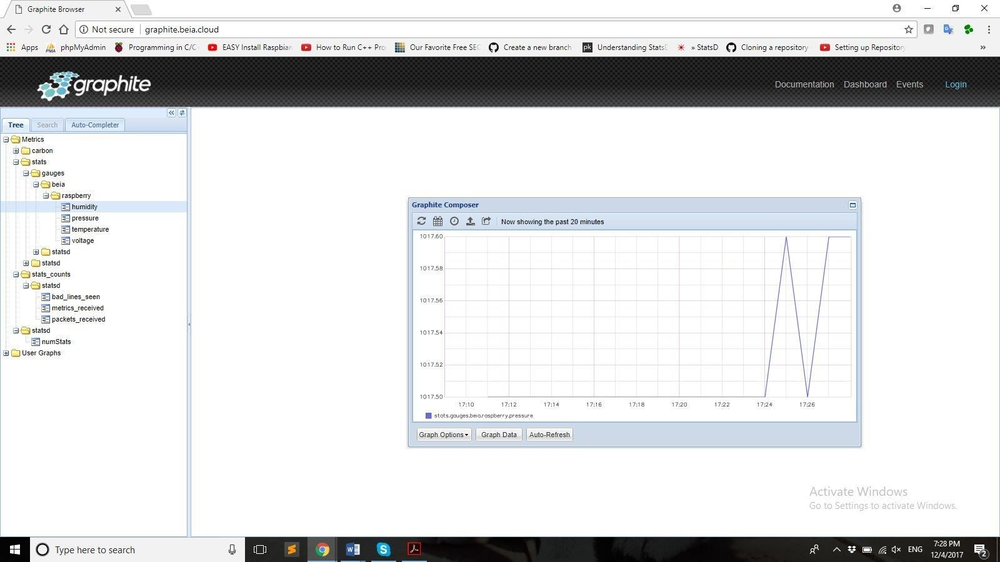 Graphite Browser
Not secure graphite.beia.cloud
Apps phpMyAdmin Programming in C/C EASY Install Raspbian How to Run C++ Pro Our Favorite Free SEO Create a new branch pk Understanding StatsD » StatsD Cloning a repository Setting up Repository »
graphite
Documentation Dashboard Events Login
Tree Search Auto-Completer
Metrics
carbon
stats
gauges
beia
raspberry
humidity
pressure
temperature
voltage
statsd
statsd
stats_counts
statsd
bad_lines_seen
metrics_received
packets_received
statsd
numStats
User Graphs
Graphite Composer
Now showing the past 20 minutes
1017.60
1017.58
1017.56
1017.54
1017.52
1017.50
17:10 17:12 17:14 17:16 17:18 17:20 17:22 17:24 17:26
stats.gauges.beia.raspberry.pressure
Graph Options Graph Data Auto-Refresh
Activate Windows
Go to Settings to activate Windows.
Type here to search
ENG
7:28 PM
12/4/2017
2